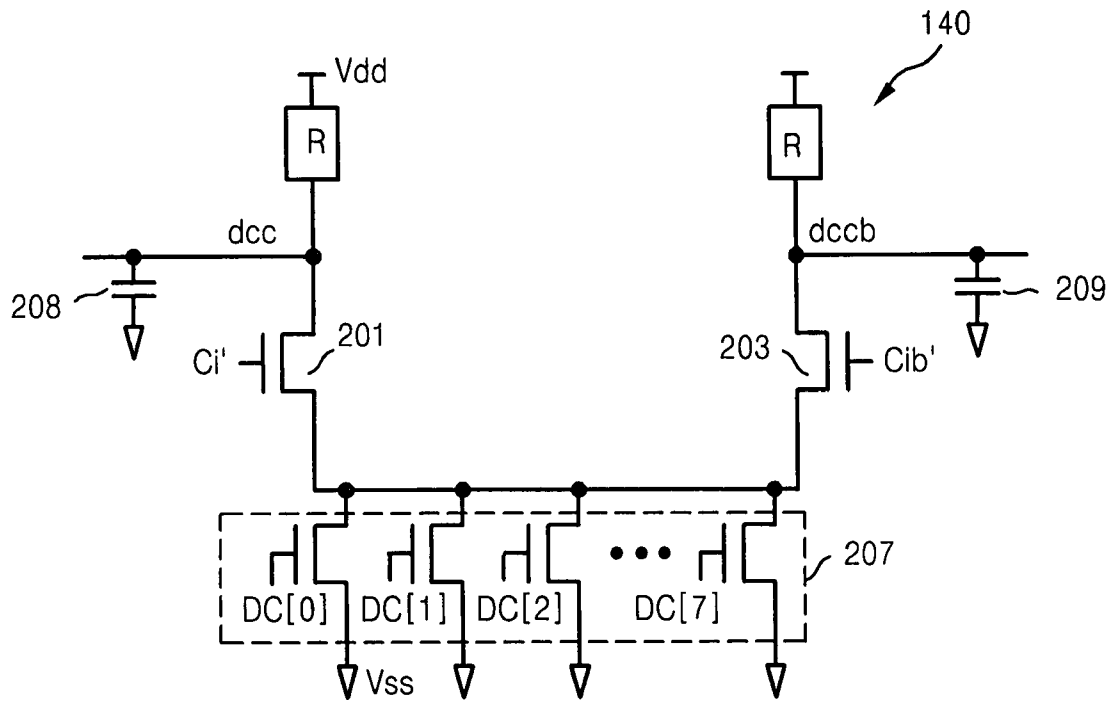 140
Vdd
R
R
dcc
dccb
208
209
Ci'
201
203
Cib'
207
DC[0]
DC[1]
DC[2]
DC[7]
Vss